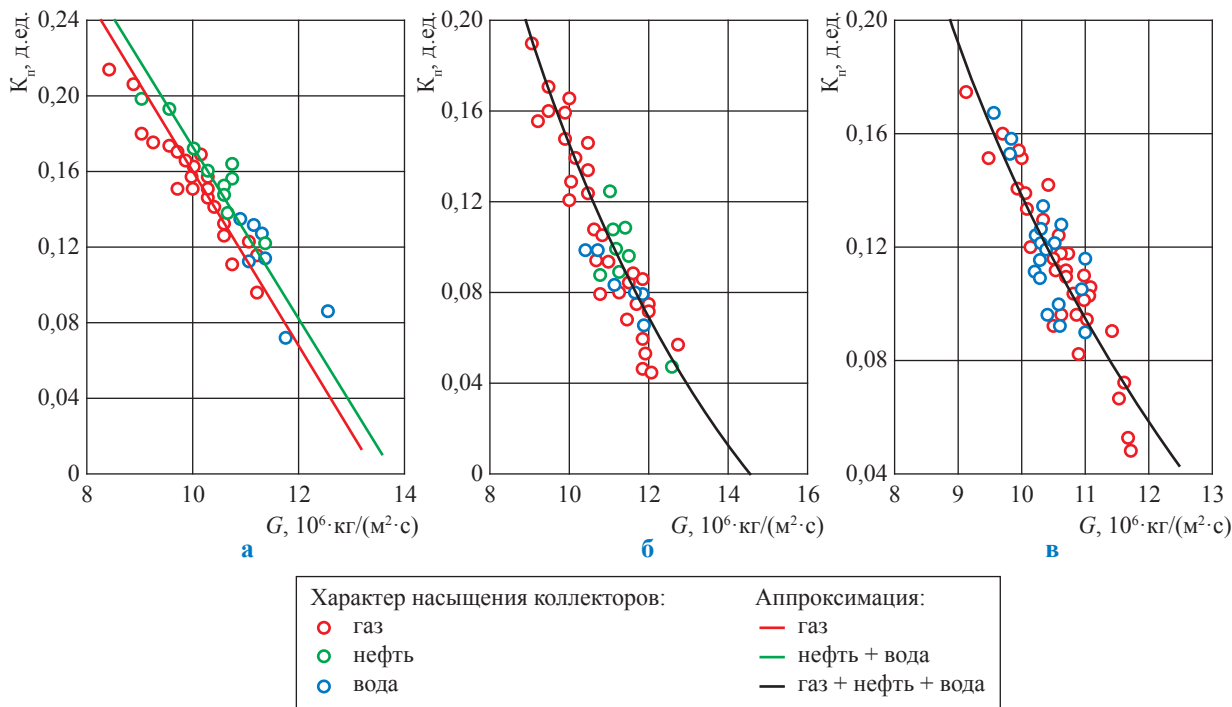 Kп, д.ед.
0,24
0,20
0,16
0,12
0,08
0,04
0
8 10 12 14
G, 10⁶·кг/(м²·с)
а
Kп, д.ед.
0,20
0,16
0,12
0,08
0,04
0
8 10 12 14 16
G, 10⁶·кг/(м²·с)
б
Kп, д.ед.
0,20
0,16
0,12
0,08
0,04
8 9 10 11 12 13
G, 10⁶·кг/(м²·с)
в
Характер насыщения коллекторов:
газ
нефть
вода
Аппроксимация:
газ
нефть + вода
газ + нефть + вода